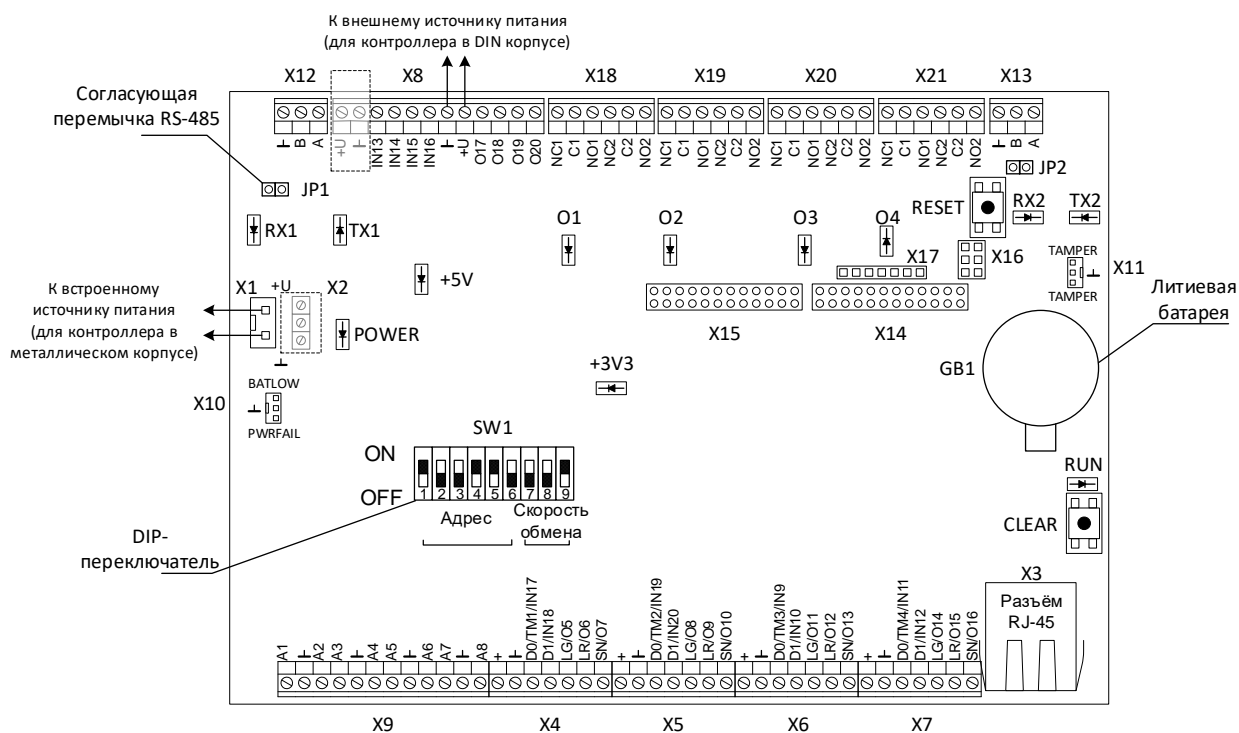 К внешнему источнику питания
(для контроллера в DIN корпусе)
X12
X8
X18
X19
X20
X21
X13
Согласующая
перемычка RS-485
⊥
B
A
+U
⊥
IN13
IN14
IN15
IN16
⊥
+U
O17
O18
O19
O20
NC1
C1
NO1
NC2
C2
NO2
NC1
C1
NO1
NC2
C2
NO2
NC1
C1
NO1
NC2
C2
NO2
NC1
C1
NO1
NC2
C2
NO2
⊥
B
A
JP1
JP2
RESET
RX2
TX2
RX1
TX1
O1
O2
O3
O4
X17
X16
TAMPER
X11
⊥
TAMPER
+5V
К встроенному
источнику питания
(для контроллера в
металлическом корпусе)
X1
+U
X2
⊥
POWER
X15
X14
Литиевая
батарея
GB1
+3V3
X10
BATLOW
⊥
PWRFAIL
SW1
ON
OFF
1 2 3 4 5 6 7 8 9
Адрес
Скорость
обмена
DIP-
переключатель
RUN
CLEAR
X3
Разъём
RJ-45
A1
⊥
A2
A3
⊥
A4
A5
⊥
A6
A7
⊥
A8
+
⊥
D0/TM1/IN17
D1/IN18
LG/O5
LR/O6
SN/O7
+
⊥
D0/TM2/IN19
D1/IN20
LG/O8
LR/O9
SN/O10
+
⊥
D0/TM3/IN9
D1/IN10
LG/O11
LR/O12
SN/O13
+
⊥
D0/TM4/IN11
D1/IN12
LG/O14
LR/O15
SN/O16
X9
X4
X5
X6
X7